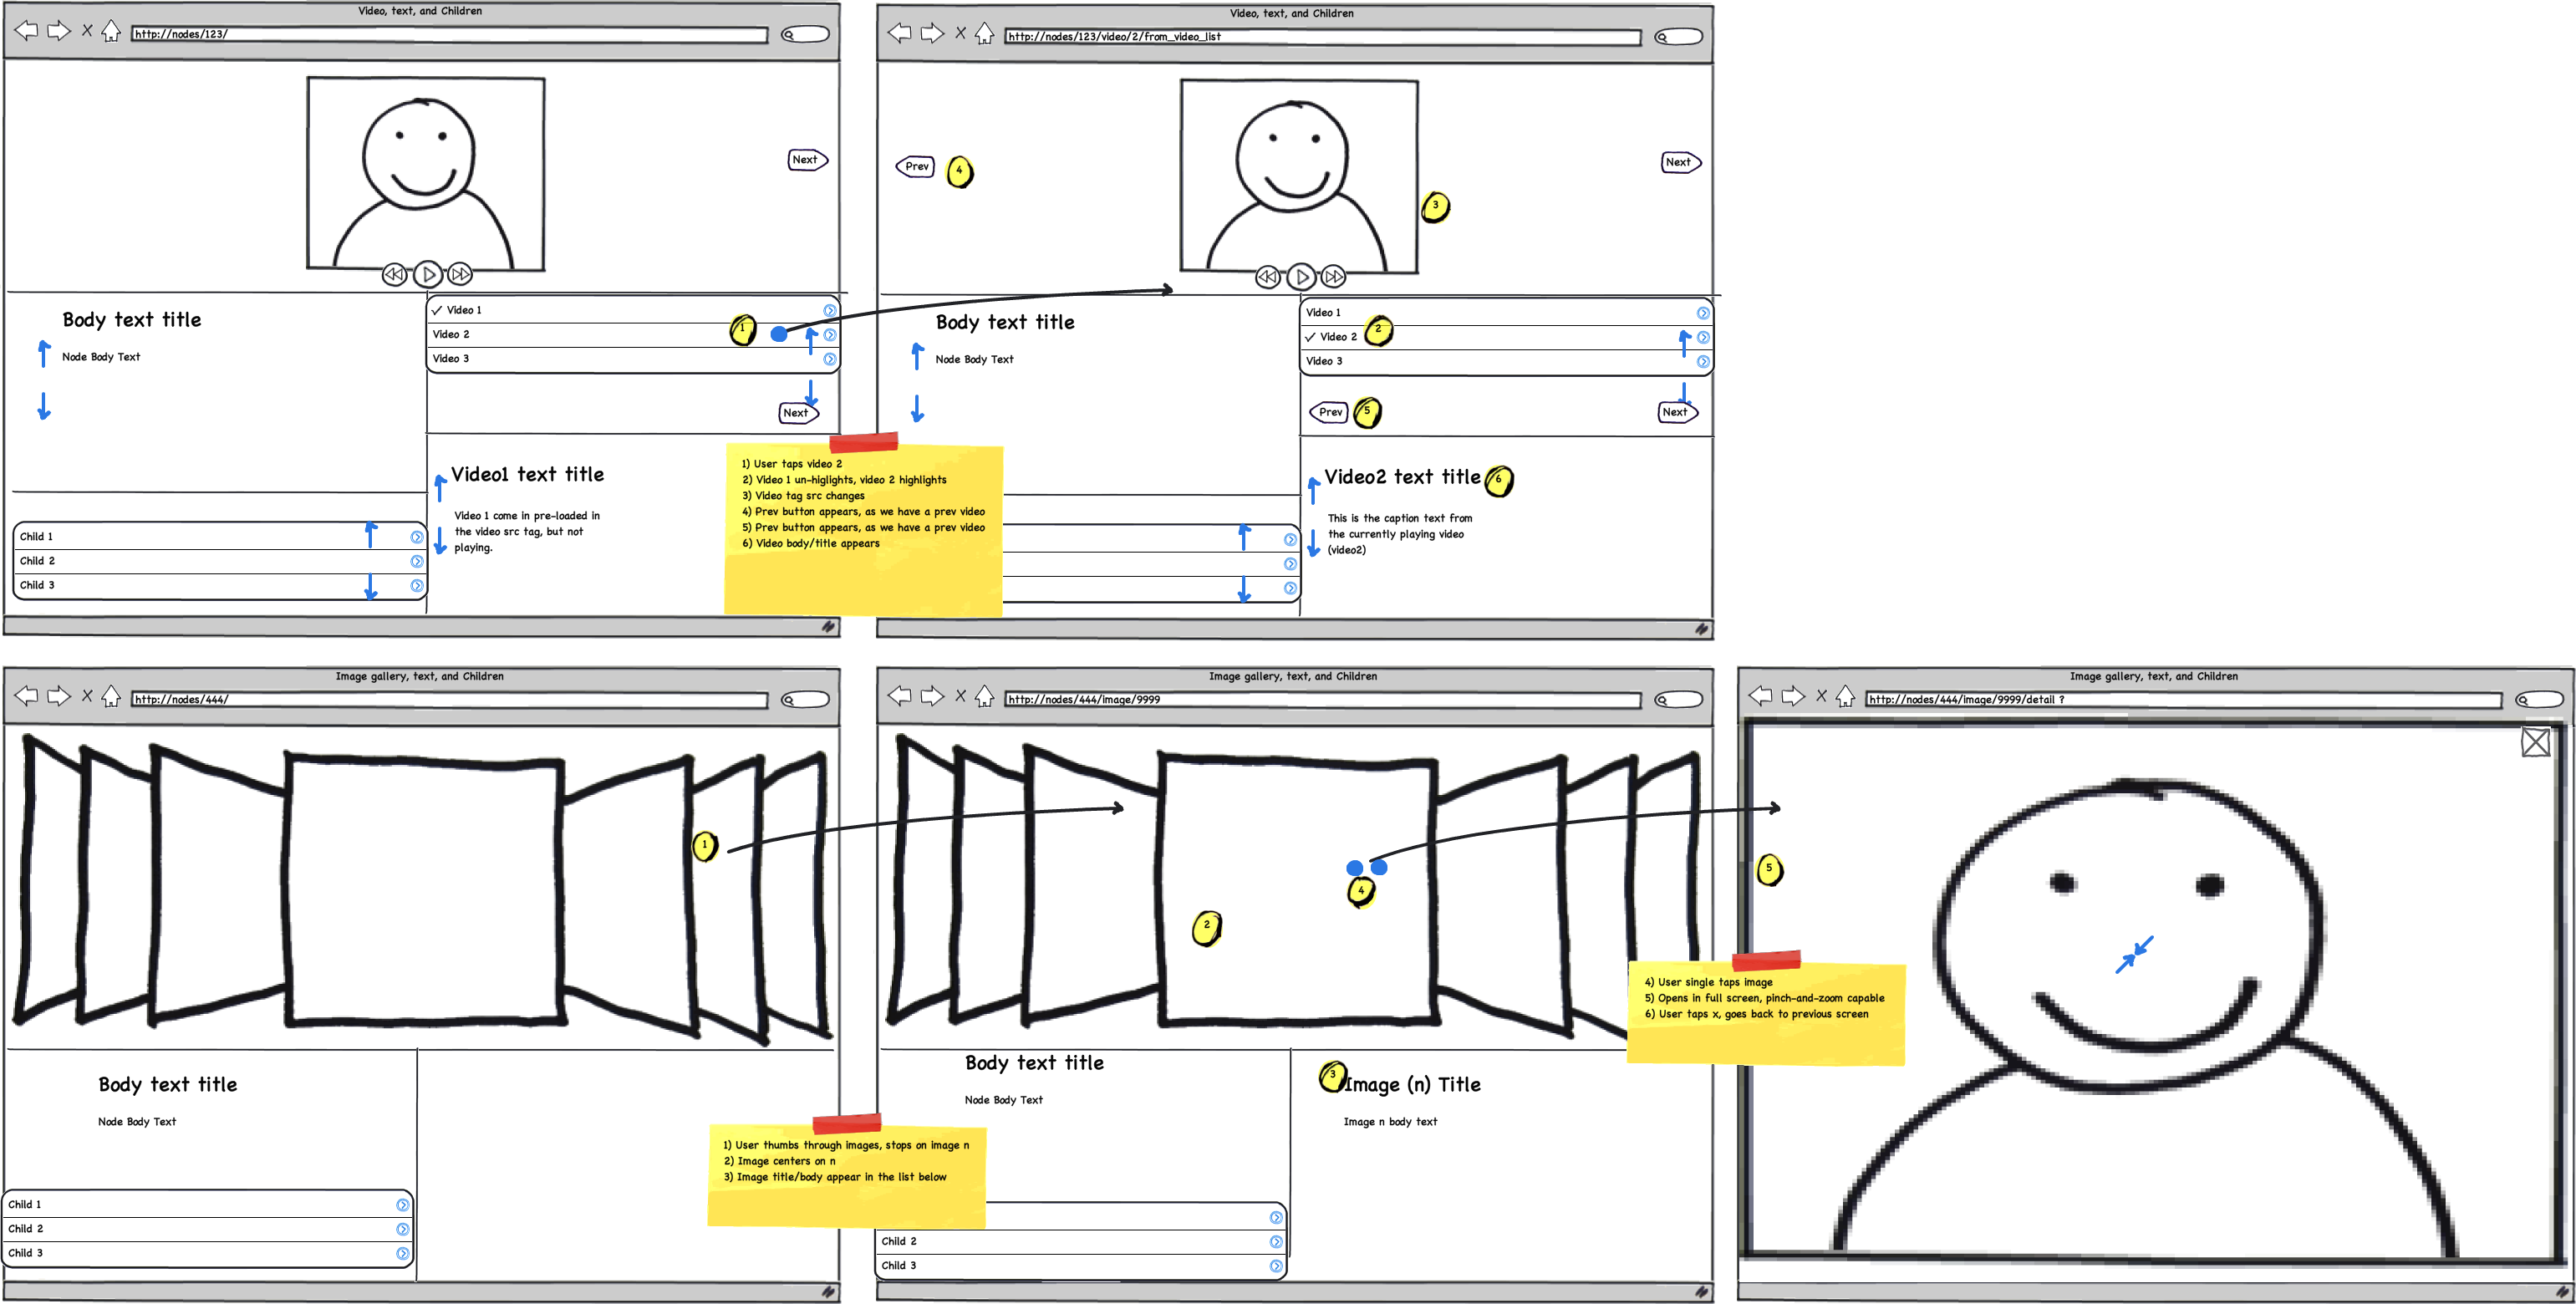 Video, text, and Children
http://nodes/123/
Next
Body text title
Node Body Text
✓ Video 1
1
Video 2
Video 3
Next
Video1 text title
Video 1 come in pre-loaded in
the video src tag, but not
playing.
Child 1
Child 2
Child 3
1) User taps video 2
2) Video 1 un-higlights, video 2 highlights
3) Video tag src changes
4) Prev button appears, as we have a prev video
5) Prev button appears, as we have a prev video
6) Video body/title appears
Video, text, and Children
http://nodes/123/video/2/from_video_list
Prev
4
Next
3
Body text title
Node Body Text
Video 1
✓ Video 2
2
Video 3
Prev
5
Next
Video2 text title
6
This is the caption text from
the currently playing video
(video2)
Image gallery, text, and Children
http://nodes/444/
1
Body text title
Node Body Text
Child 1
Child 2
Child 3
1) User thumbs through images, stops on image n
2) Image centers on n
3) Image title/body appear in the list below
Image gallery, text, and Children
http://nodes/444/image/9999
4
2
Body text title
Node Body Text
3
Image (n) Title
Image n body text
Child 2
Child 3
4) User single taps image
5) Opens in full screen, pinch-and-zoom capable
6) User taps x, goes back to previous screen
Image gallery, text, and Children
http://nodes/444/image/9999/detail ?
5